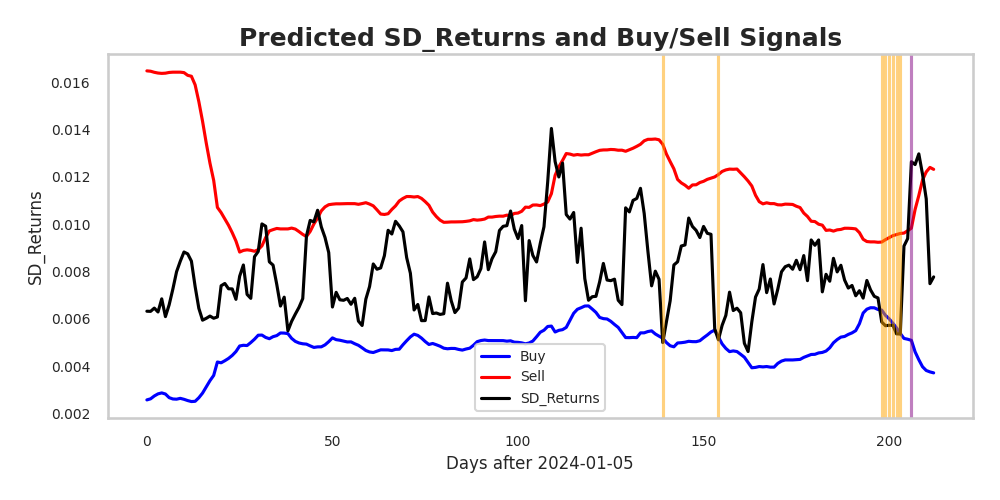 Predicted SD_Returns and Buy/Sell Signals
SD_Returns
0.016
0.014
0.012
0.010
0.008
0.006
0.004
0.002
Buy
Sell
SD_Returns
0 50 100 150 200
Days after 2024-01-05